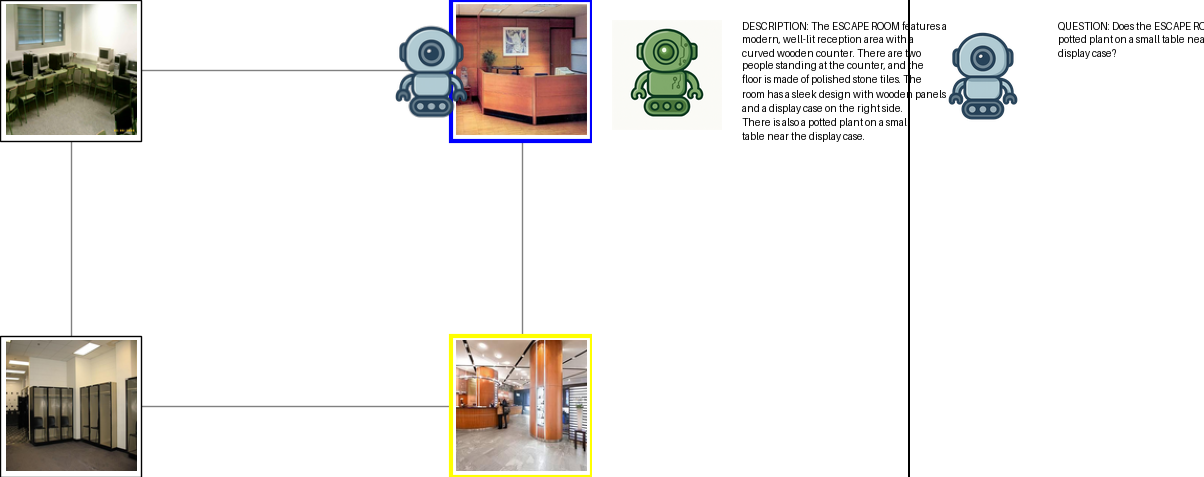 DESCRIPTION: The ESCAPE ROOM features a
modern, well-lit reception area with a
curved wooden counter. There are two
people standing at the counter, and the
floor is made of polished stone tiles. The
room has a sleek design with wooden panels
and a display case on the right side.
There is also a potted plant on a small
table near the display case.
QUESTION: Does the ESCAPE RO
potted plant on a small table nea
display case?